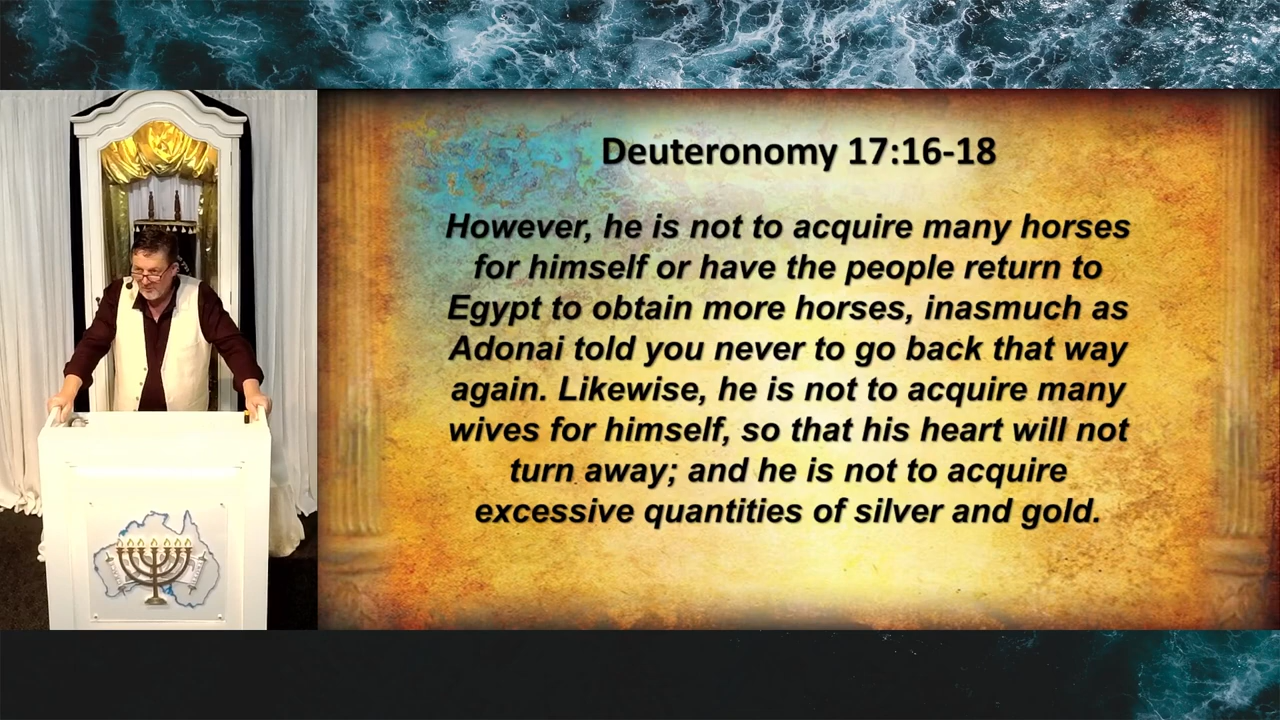 Deuteronomy 17:16-18
However, he is not to acquire many horses
for himself or have the people return to
Egypt to obtain more horses, inasmuch as
Adonai told you never to go back that way
again. Likewise, he is not to acquire many
wives for himself, so that his heart will not
turn away; and he is not to acquire
excessive quantities of silver and gold.